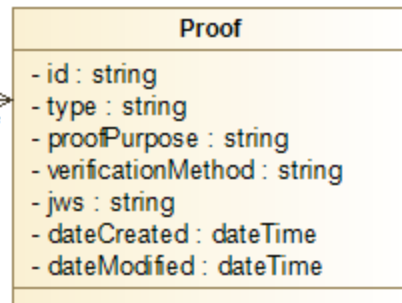 Proof
- id : string
- type : string
- proofPurpose : string
- verificationMethod : string
- jws : string
- dateCreated : dateTime
- dateModified : dateTime